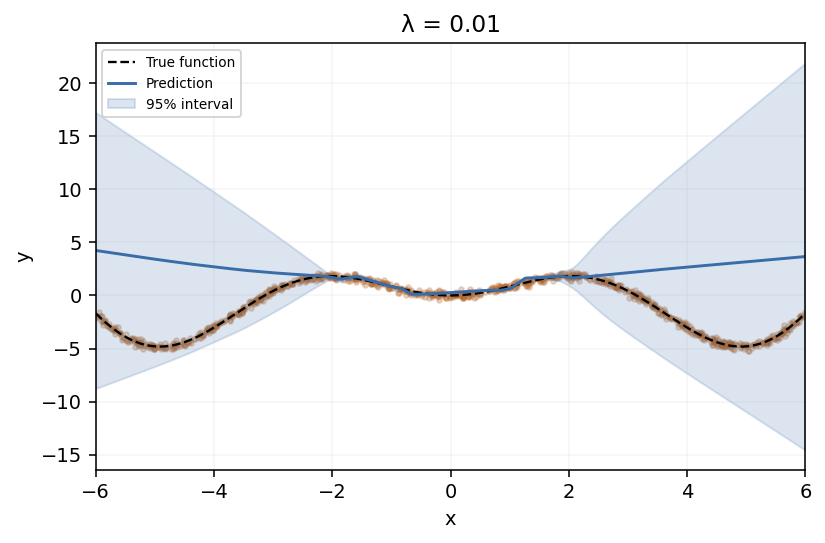 λ = 0.01
True function
Prediction
95% interval
20
15
10
5
0
−5
−10
−15
y
−6 −4 −2 0 2 4 6
x